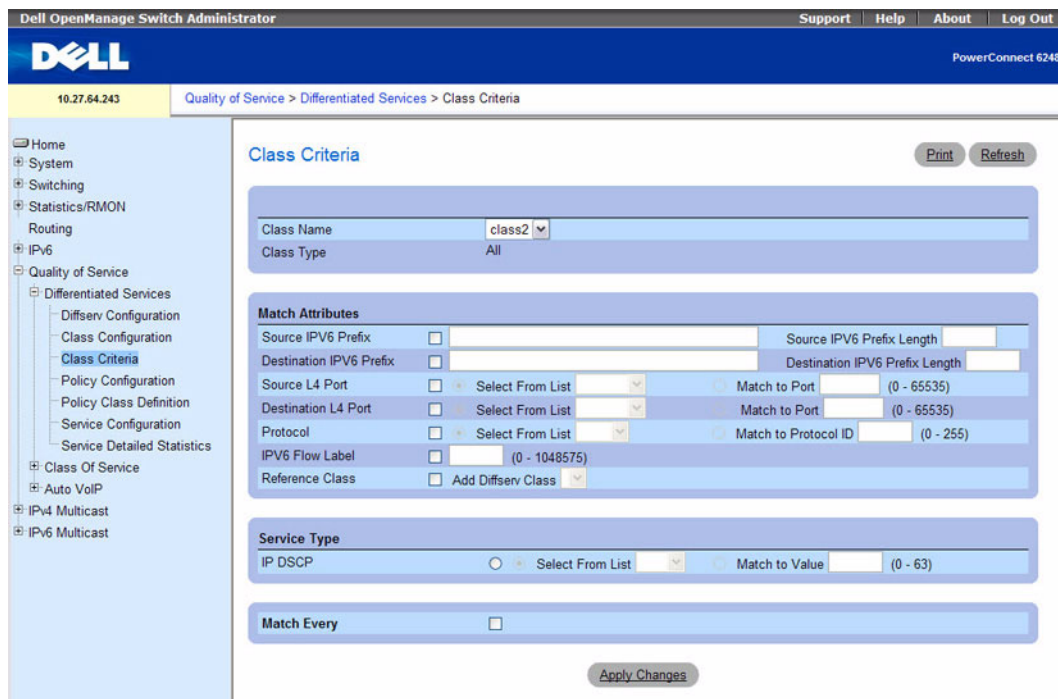 Dell OpenManage Switch Administrator Support Help About Log Out
DELL
PowerConnect 6248
10.27.64.243 Quality of Service > Differentiated Services > Class Criteria
Home
System
Switching
Statistics/RMON
Routing
IPv6
Quality of Service
Differentiated Services
Diffserv Configuration
Class Configuration
Class Criteria
Policy Configuration
Policy Class Definition
Service Configuration
Service Detailed Statistics
Class Of Service
Auto VoIP
IPv4 Multicast
IPv6 Multicast
Class Criteria Print Refresh
Class Name class2
Class Type All
Match Attributes
Source IPV6 Prefix Source IPV6 Prefix Length
Destination IPV6 Prefix Destination IPV6 Prefix Length
Source L4 Port Select From List Match to Port (0 - 65535)
Destination L4 Port Select From List Match to Port (0 - 65535)
Protocol Select From List Match to Protocol ID (0 - 255)
IPV6 Flow Label (0 - 1048575)
Reference Class Add Diffserv Class
Service Type
IP DSCP Select From List Match to Value (0 - 63)
Match Every
Apply Changes